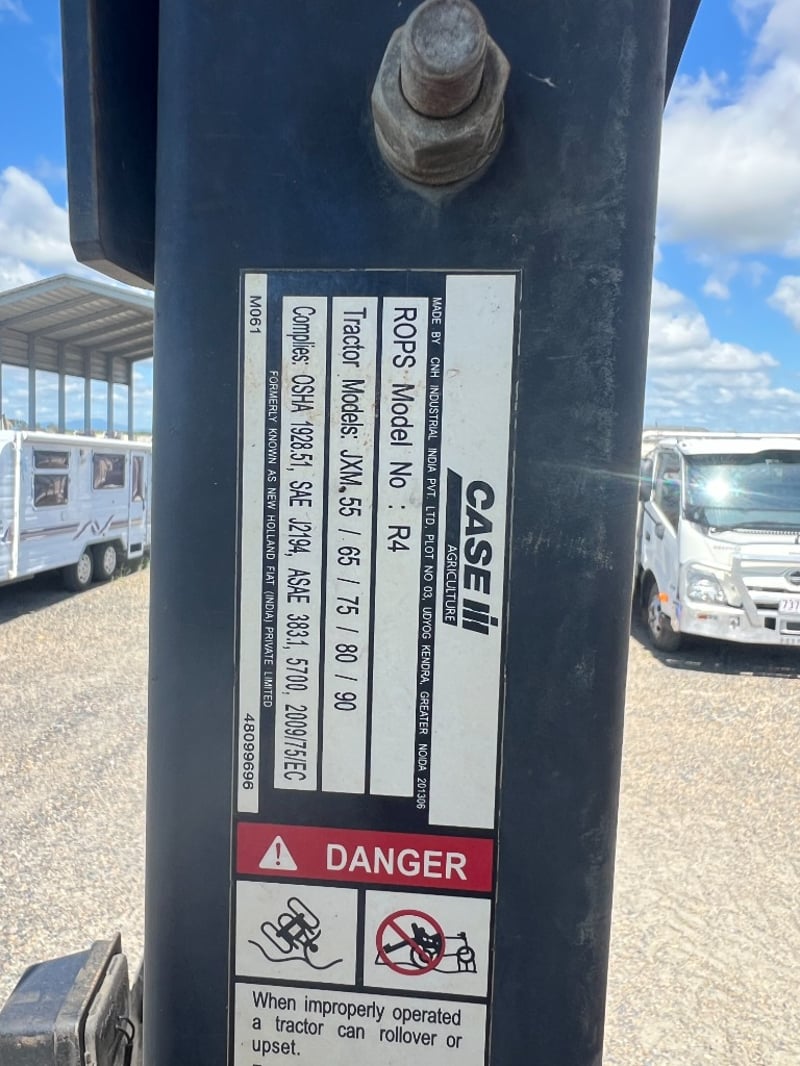 CASE III
AGRICULTURE
MADE BY CNH INDUSTRIAL INDIA PVT. LTD. PLOT NO 03, UDYOG KENDRA, GREATER NOIDA 201306
ROPS Model No : R4
Tractor Models: JXM. 55 / 65 / 75 / 80 / 90
Complies: OSHA 1928.51, SAE J2194, ASAE 383.1, 5700, 2009/75/EC
FORMERLY KNOWN AS NEW HOLLAND FIAT (INDIA) PRIVATE LIMITED
M061 48099696
DANGER
When improperly operated
a tractor can rollover or
upset.